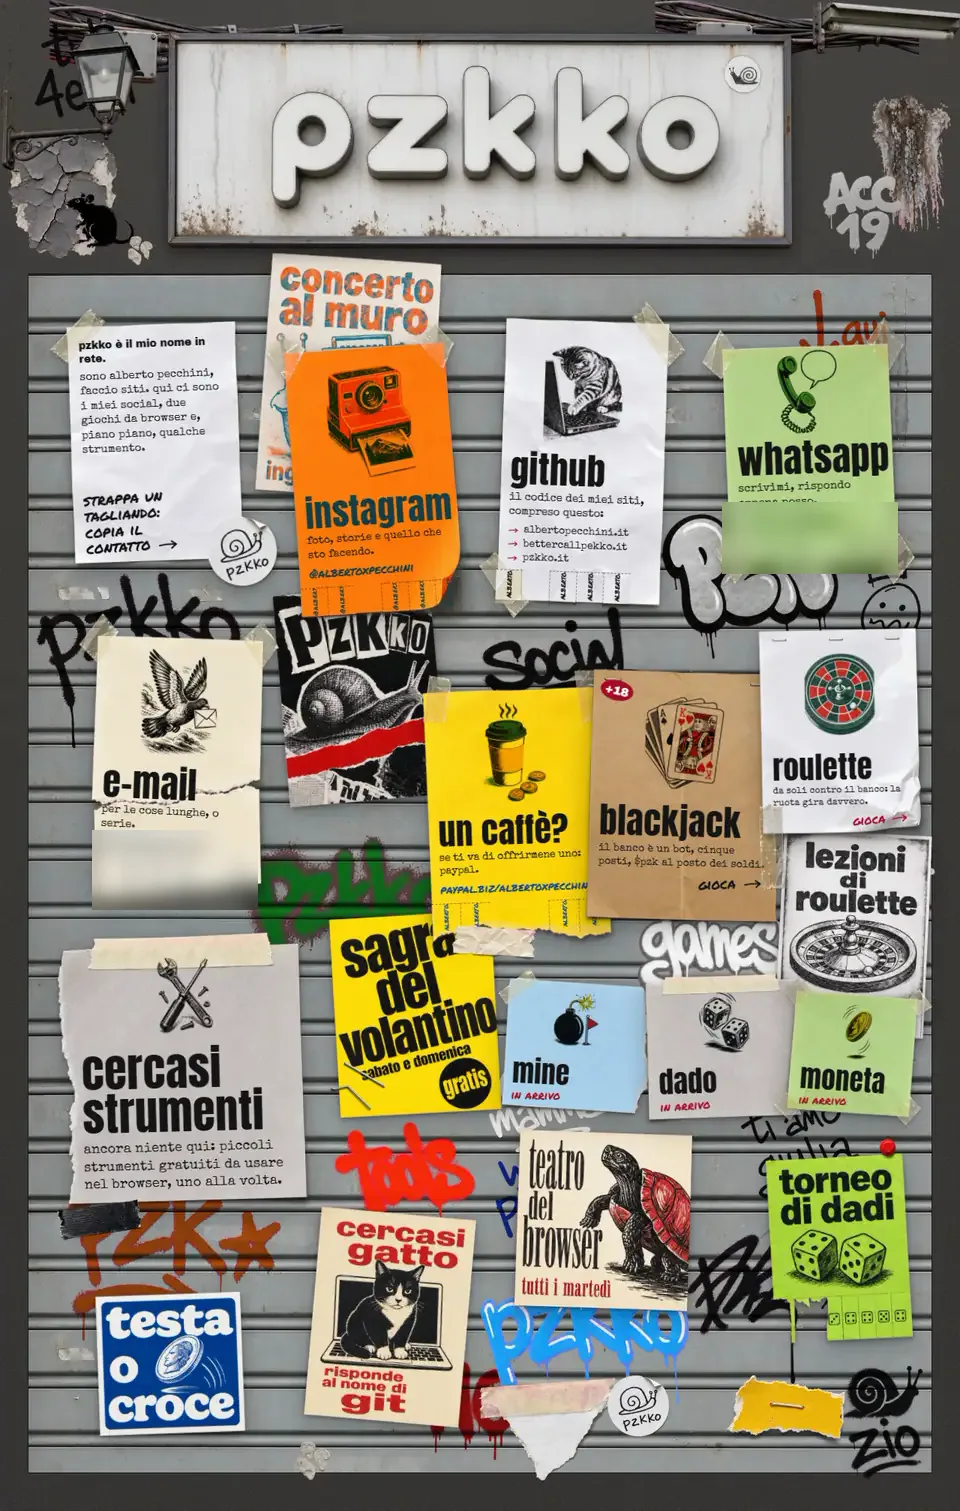 4e
pzkko
ACC
19
concerto
al muro
ing
pzkko è il mio nome in
rete.
sono alberto pecchini,
faccio siti. qui ci sono
i miei social, due
giochi da browser e,
piano piano, qualche
strumento.
STRAPPA UN
TAGLIANDO:
COPIA IL
CONTATTO →
pzkko
instagram
foto, storie e quello che
sto facendo.
@ALBERTOXPECCHINI
github
il codice dei miei siti,
compreso questo:
→ albertopecchini.it
→ bettercallpekko.it
→ pzkko.it
whatsapp
scrivimi, rispondo
appena posso.
pzkko
PZKKO
social
e-mail
per le cose lunghe, o
serie.
un caffè?
se ti va di offrirmene uno:
paypal.
PAYPAL.BIZ/ALBERTOXPECCHIN
+18
blackjack
il banco è un bot, cinque
posti, $pzk al posto dei soldi.
GIOCA →
roulette
da soli contro il banco: la
ruota gira davvero.
GIOCA →
lezioni
di
roulette
games
sagra
del
volantino
sabato e domenica
gratis
cercasi
strumenti
ancora niente qui: piccoli
strumenti gratuiti da usare
nel browser, uno alla volta.
mine
IN ARRIVO
dado
IN ARRIVO
moneta
IN ARRIVO
ti amo
giulia
tools
PZK
teatro
del
browser
tutti i martedì
torneo
di dadi
cercasi
gatto
risponde
al nome di
git
testa
o
croce
pzkko
pzkko
zio